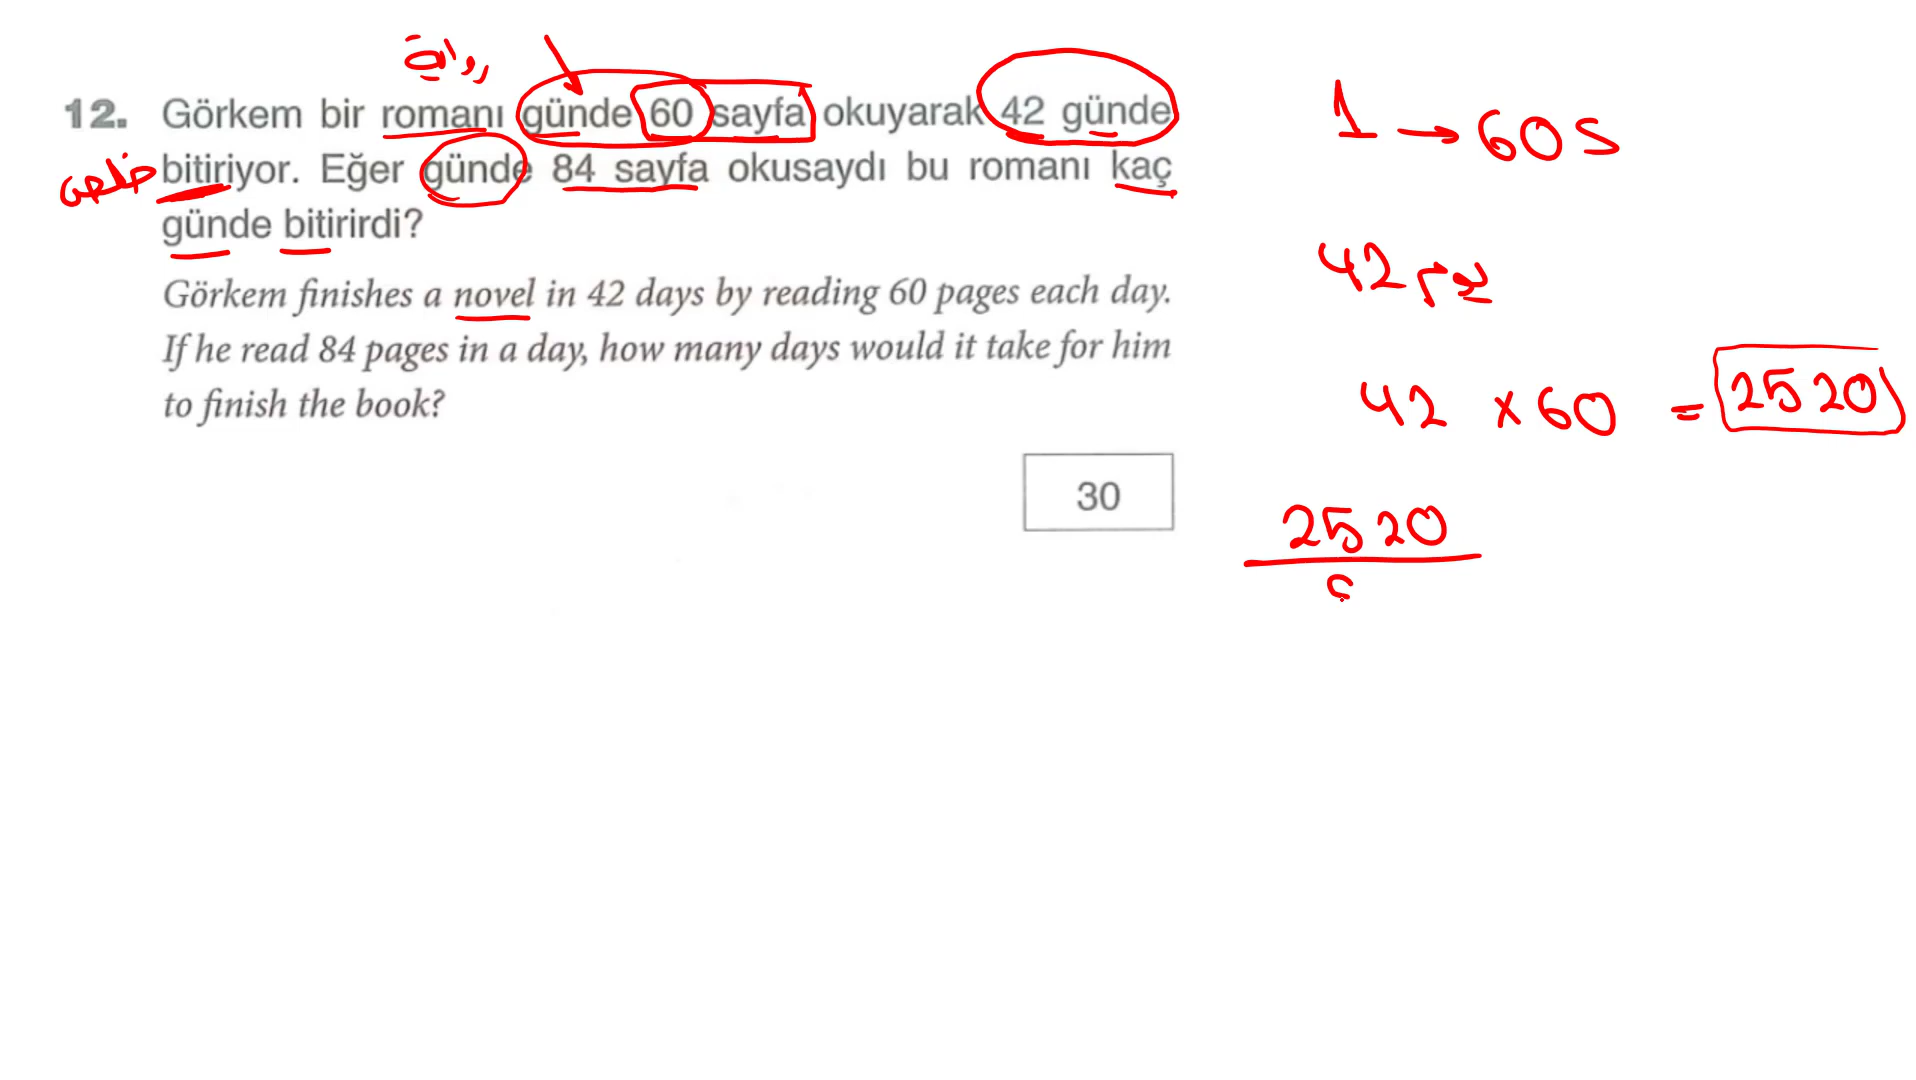 رواية
12. Görkem bir romanı günde 60 sayfa okuyarak 42 günde
bitiriyor. Eğer günde 84 sayfa okusaydı bu romanı kaç
günde bitirirdi?
Görkem finishes a novel in 42 days by reading 60 pages each day.
If he read 84 pages in a day, how many days would it take for him
to finish the book?
30
1 → 60 s
42 يوم
42 × 60 = 2520
2520